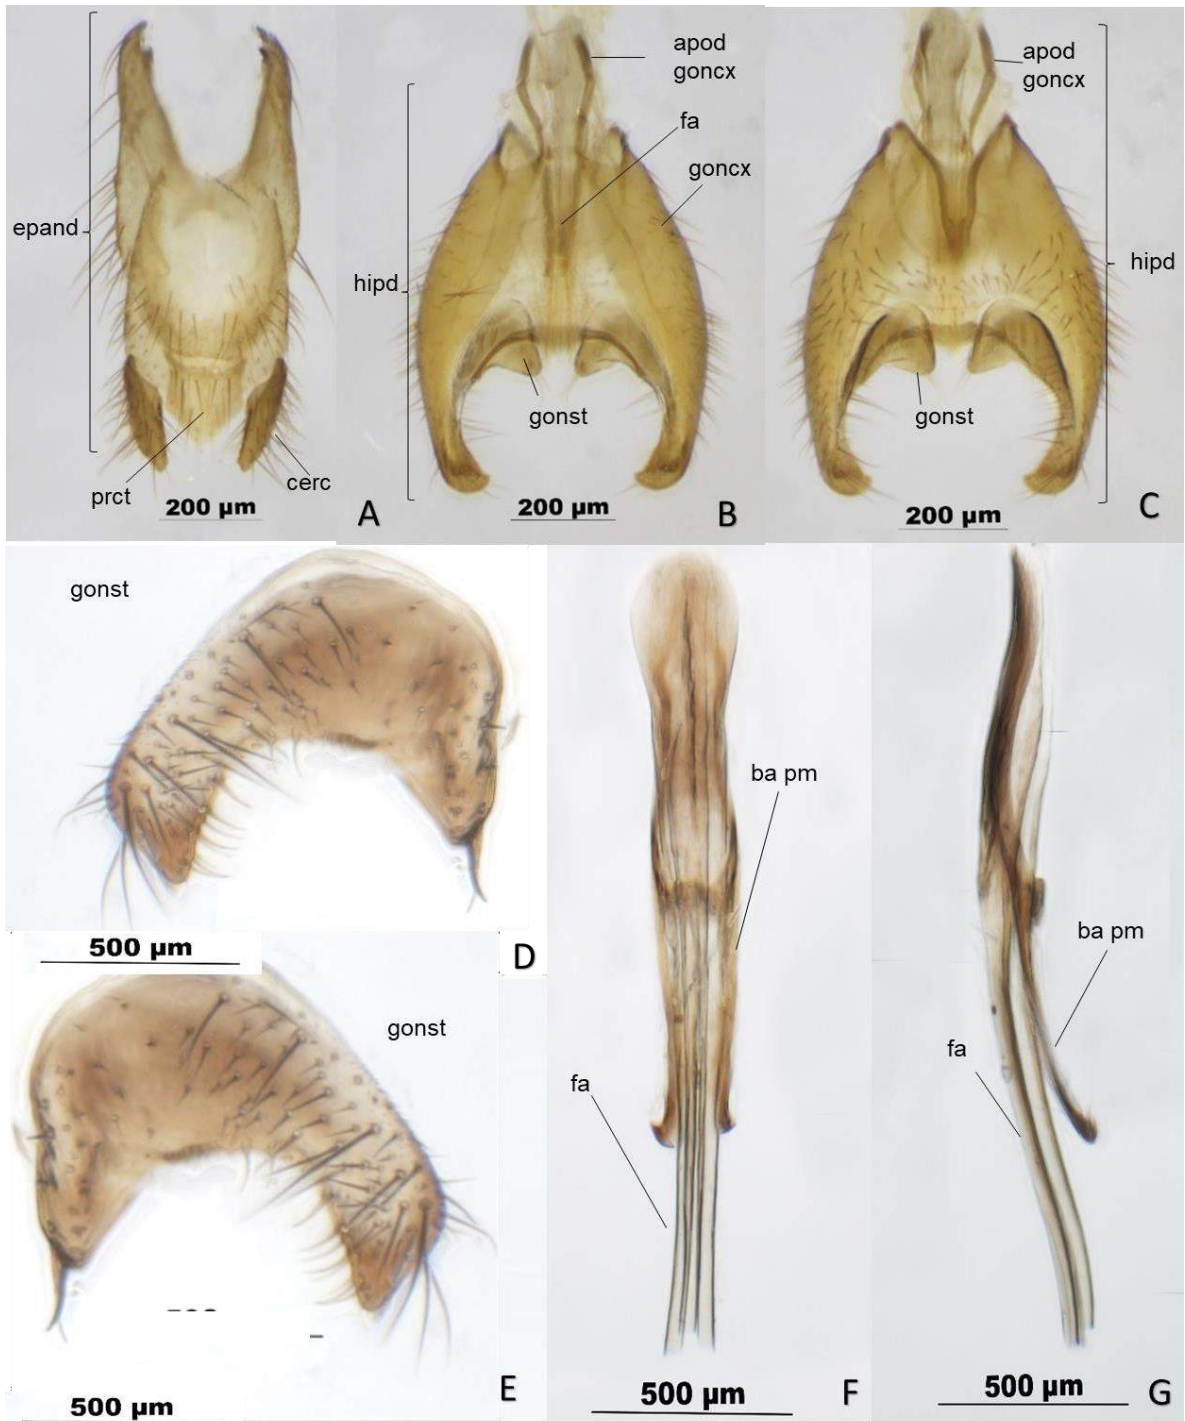 epand
prct
cerc
200 µm
A
apod
goncx
fa
goncx
hipd
gonst
200 µm
B
apod
goncx
hipd
gonst
200 µm
C
gonst
500 µm
D
gonst
500 µm
E
ba pm
fa
500 µm
F
ba pm
fa
500 µm
G